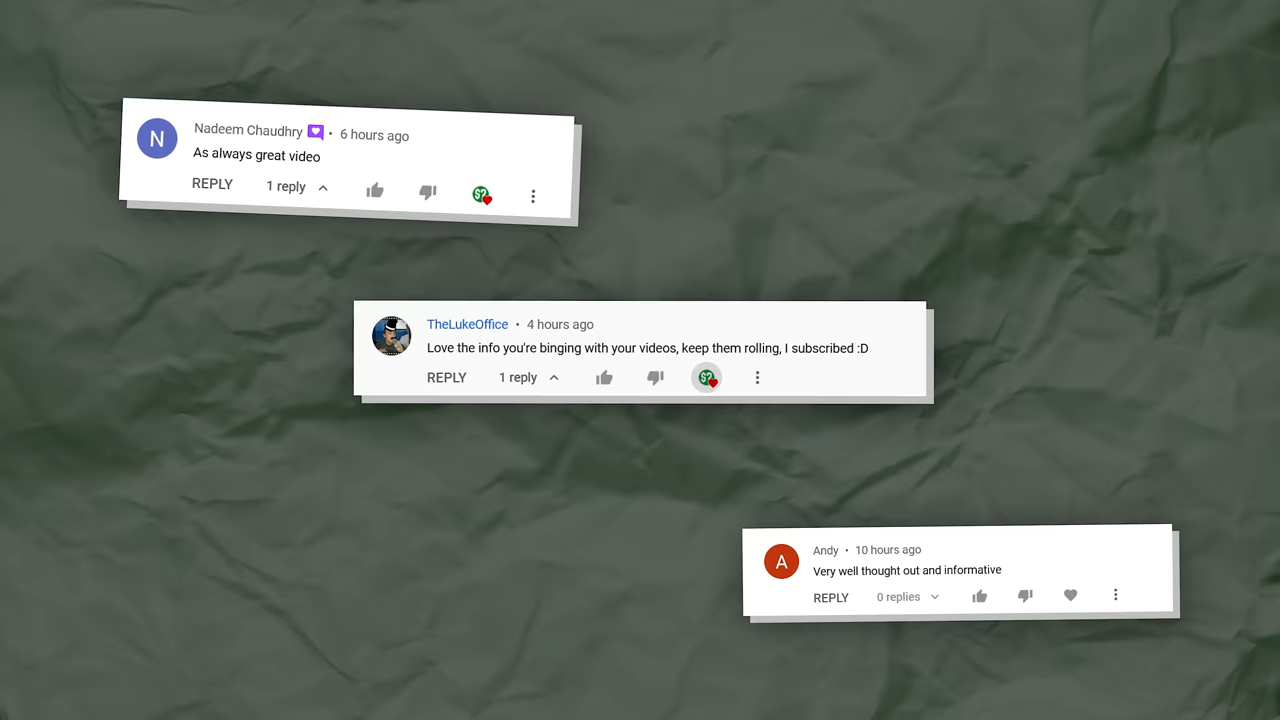 N
Nadeem Chaudhry • 6 hours ago
As always great video
REPLY 1 reply
$?
TheLukeOffice • 4 hours ago
Love the info you're binging with your videos, keep them rolling, I subscribed :D
REPLY 1 reply
$?
A
Andy • 10 hours ago
Very well thought out and informative
REPLY 0 replies